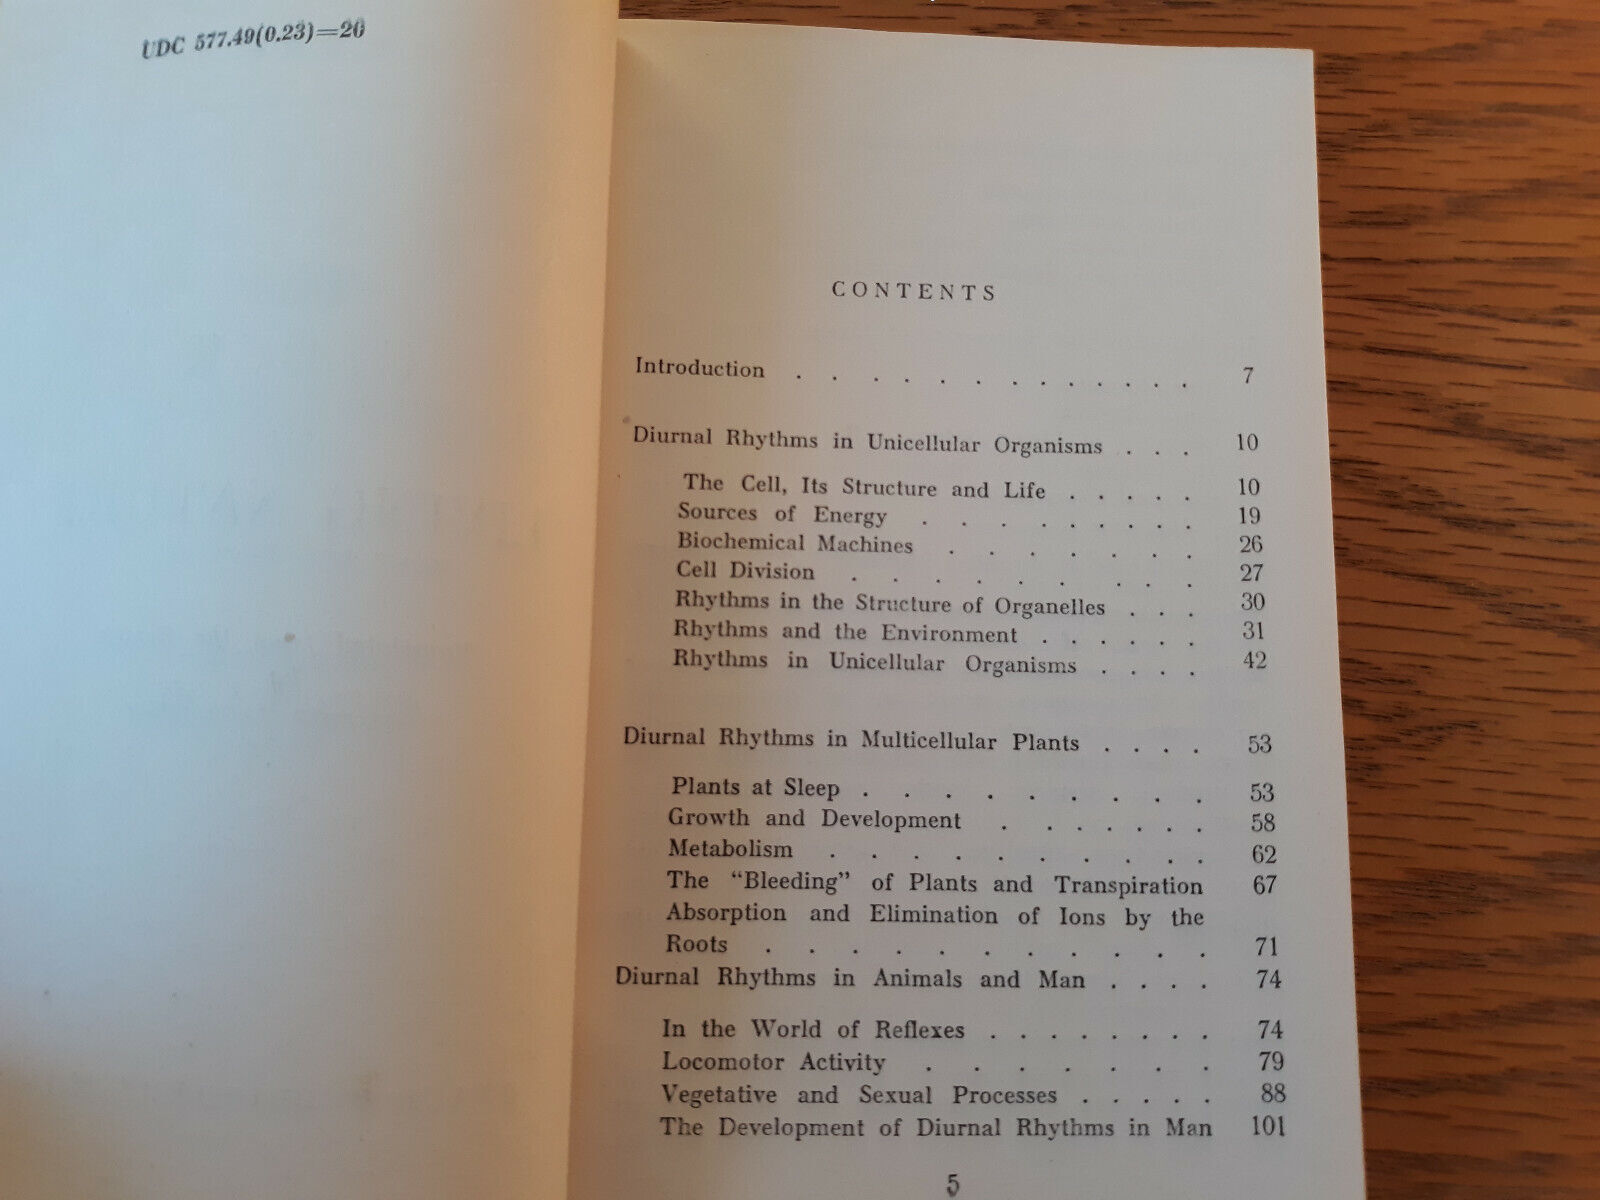 UDC 577.49(0.23)=20
CONTENTS
Introduction . . . . . . . . . . . . 7
Diurnal Rhythms in Unicellular Organisms . . . 10
The Cell, Its Structure and Life . . . . . 10
Sources of Energy . . . . . . . . 19
Biochemical Machines . . . . . . . 26
Cell Division . . . . . . . . 27
Rhythms in the Structure of Organelles . . . 30
Rhythms and the Environment . . . . . . 31
Rhythms in Unicellular Organisms . . . . 42
Diurnal Rhythms in Multicellular Plants . . . . 53
Plants at Sleep . . . . . . . . . 53
Growth and Development . . . . . . 58
Metabolism . . . . . . . . . . 62
The “Bleeding” of Plants and Transpiration 67
Absorption and Elimination of Ions by the
Roots . . . . . . . . . . . 71
Diurnal Rhythms in Animals and Man . . . . 74
In the World of Reflexes . . . . . . . 74
Locomotor Activity . . . . . . . 79
Vegetative and Sexual Processes . . . . . 88
The Development of Diurnal Rhythms in Man 101
5